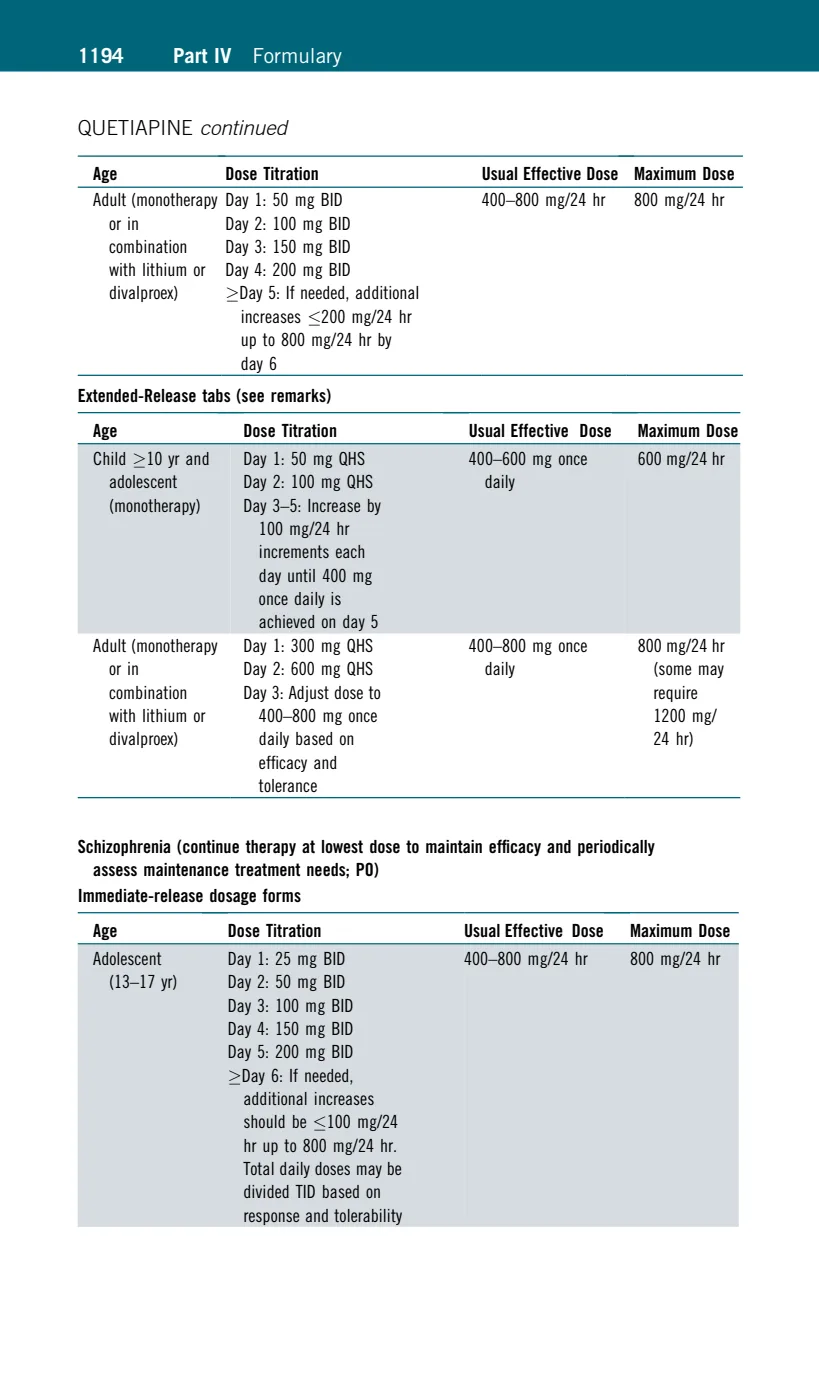 1194 Part IV Formulary
QUETIAPINE continued
Age Dose Titration Usual Effective Dose Maximum Dose
Adult (monotherapy Day 1: 50 mg BID 400–800 mg/24 hr 800 mg/24 hr
or in Day 2: 100 mg BID
combination Day 3: 150 mg BID
with lithium or Day 4: 200 mg BID
divalproex) ≥Day 5: If needed, additional
increases ≤200 mg/24 hr
up to 800 mg/24 hr by
day 6
Extended-Release tabs (see remarks)
Age Dose Titration Usual Effective Dose Maximum Dose
Child ≥10 yr and Day 1: 50 mg QHS 400–600 mg once 600 mg/24 hr
adolescent Day 2: 100 mg QHS daily
(monotherapy) Day 3–5: Increase by
100 mg/24 hr
increments each
day until 400 mg
once daily is
achieved on day 5
Adult (monotherapy Day 1: 300 mg QHS 400–800 mg once 800 mg/24 hr
or in Day 2: 600 mg QHS daily (some may
combination Day 3: Adjust dose to require
with lithium or 400–800 mg once 1200 mg/
divalproex) daily based on 24 hr)
efficacy and
tolerance
Schizophrenia (continue therapy at lowest dose to maintain efficacy and periodically
assess maintenance treatment needs; PO)
Immediate-release dosage forms
Age Dose Titration Usual Effective Dose Maximum Dose
Adolescent Day 1: 25 mg BID 400–800 mg/24 hr 800 mg/24 hr
(13–17 yr) Day 2: 50 mg BID
Day 3: 100 mg BID
Day 4: 150 mg BID
Day 5: 200 mg BID
≥Day 6: If needed,
additional increases
should be ≤100 mg/24
hr up to 800 mg/24 hr.
Total daily doses may be
divided TID based on
response and tolerability